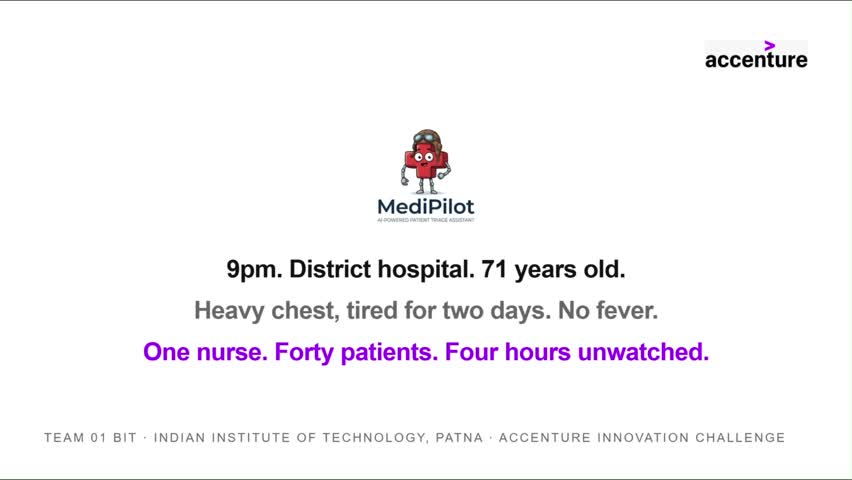 >
accenture
MediPilot
AI-POWERED PATIENT TRIAGE ASSISTANT
9pm. District hospital. 71 years old.
Heavy chest, tired for two days. No fever.
One nurse. Forty patients. Four hours unwatched.
TEAM 01 BIT · INDIAN INSTITUTE OF TECHNOLOGY, PATNA · ACCENTURE INNOVATION CHALLENGE